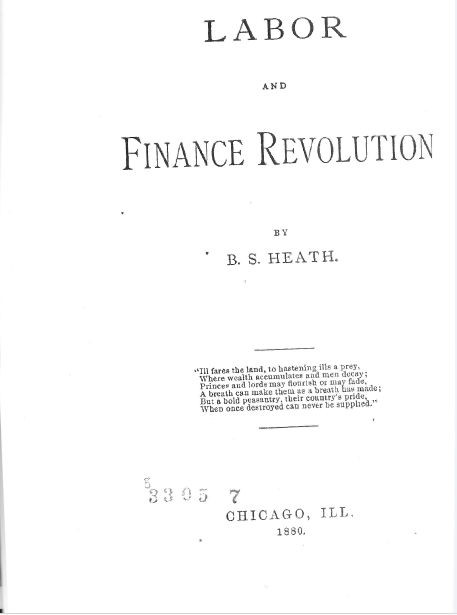 LABOR
AND
FINANCE REVOLUTION
BY
B. S. HEATH.
"Ill fares the land, to hastening ills a prey,
Where wealth accumulates and men decay;
Princes and lords may flourish or may fade,
A breath can make them as a breath has made;
But a bold peasantry, their country's pride,
When once destroyed can never be supplied."
5
3305 7
CHICAGO, ILL.
1880.